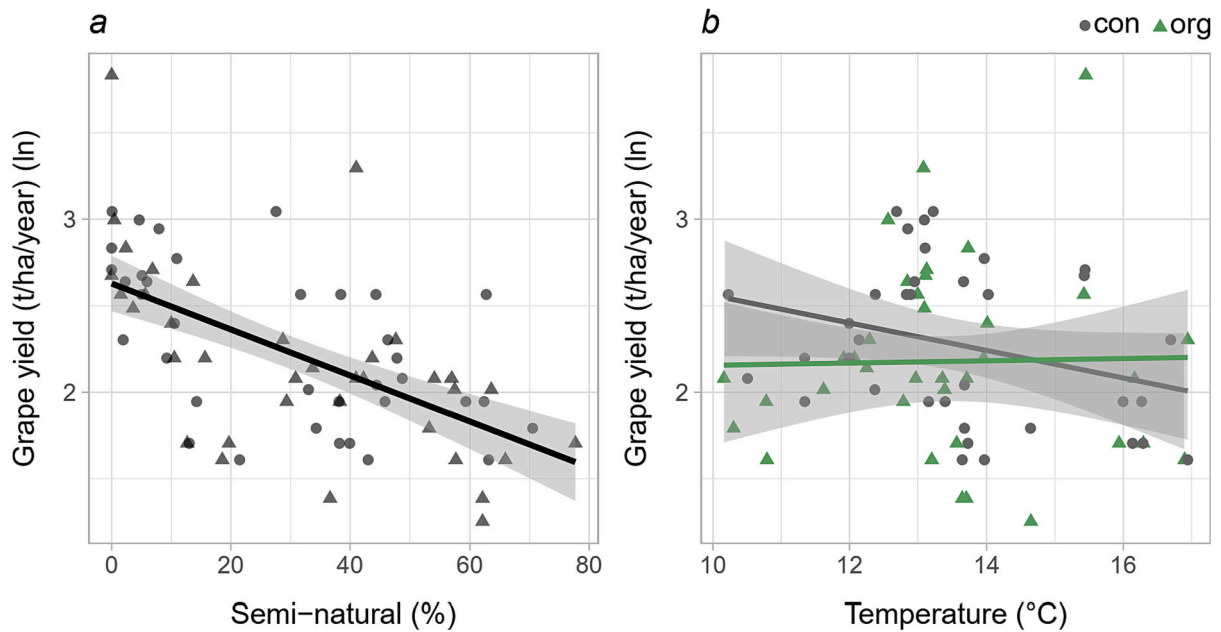 a
b
con
org
Grape yield (t/ha/year) (ln)
3
2
0
20
40
60
80
Semi−natural (%)
Grape yield (t/ha/year) (ln)
3
2
10
12
14
16
Temperature (°C)